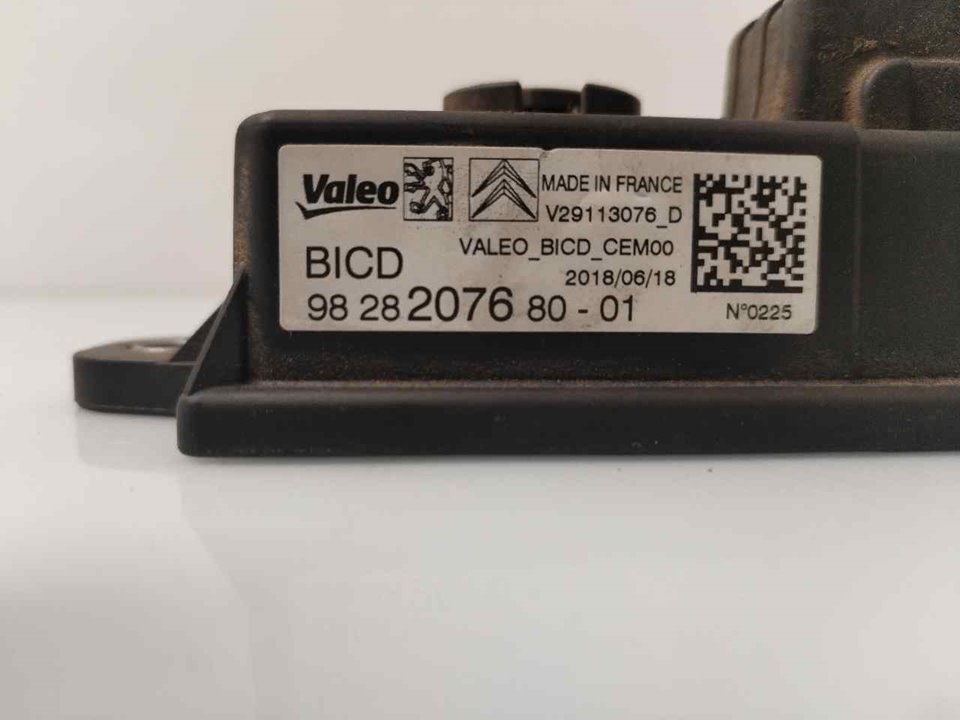 Valeo MADE IN FRANCE
V29113076_D
VALEO_BICD_CEM00
BICD 2018/06/18
98 28 2076 80 - 01 N°0225